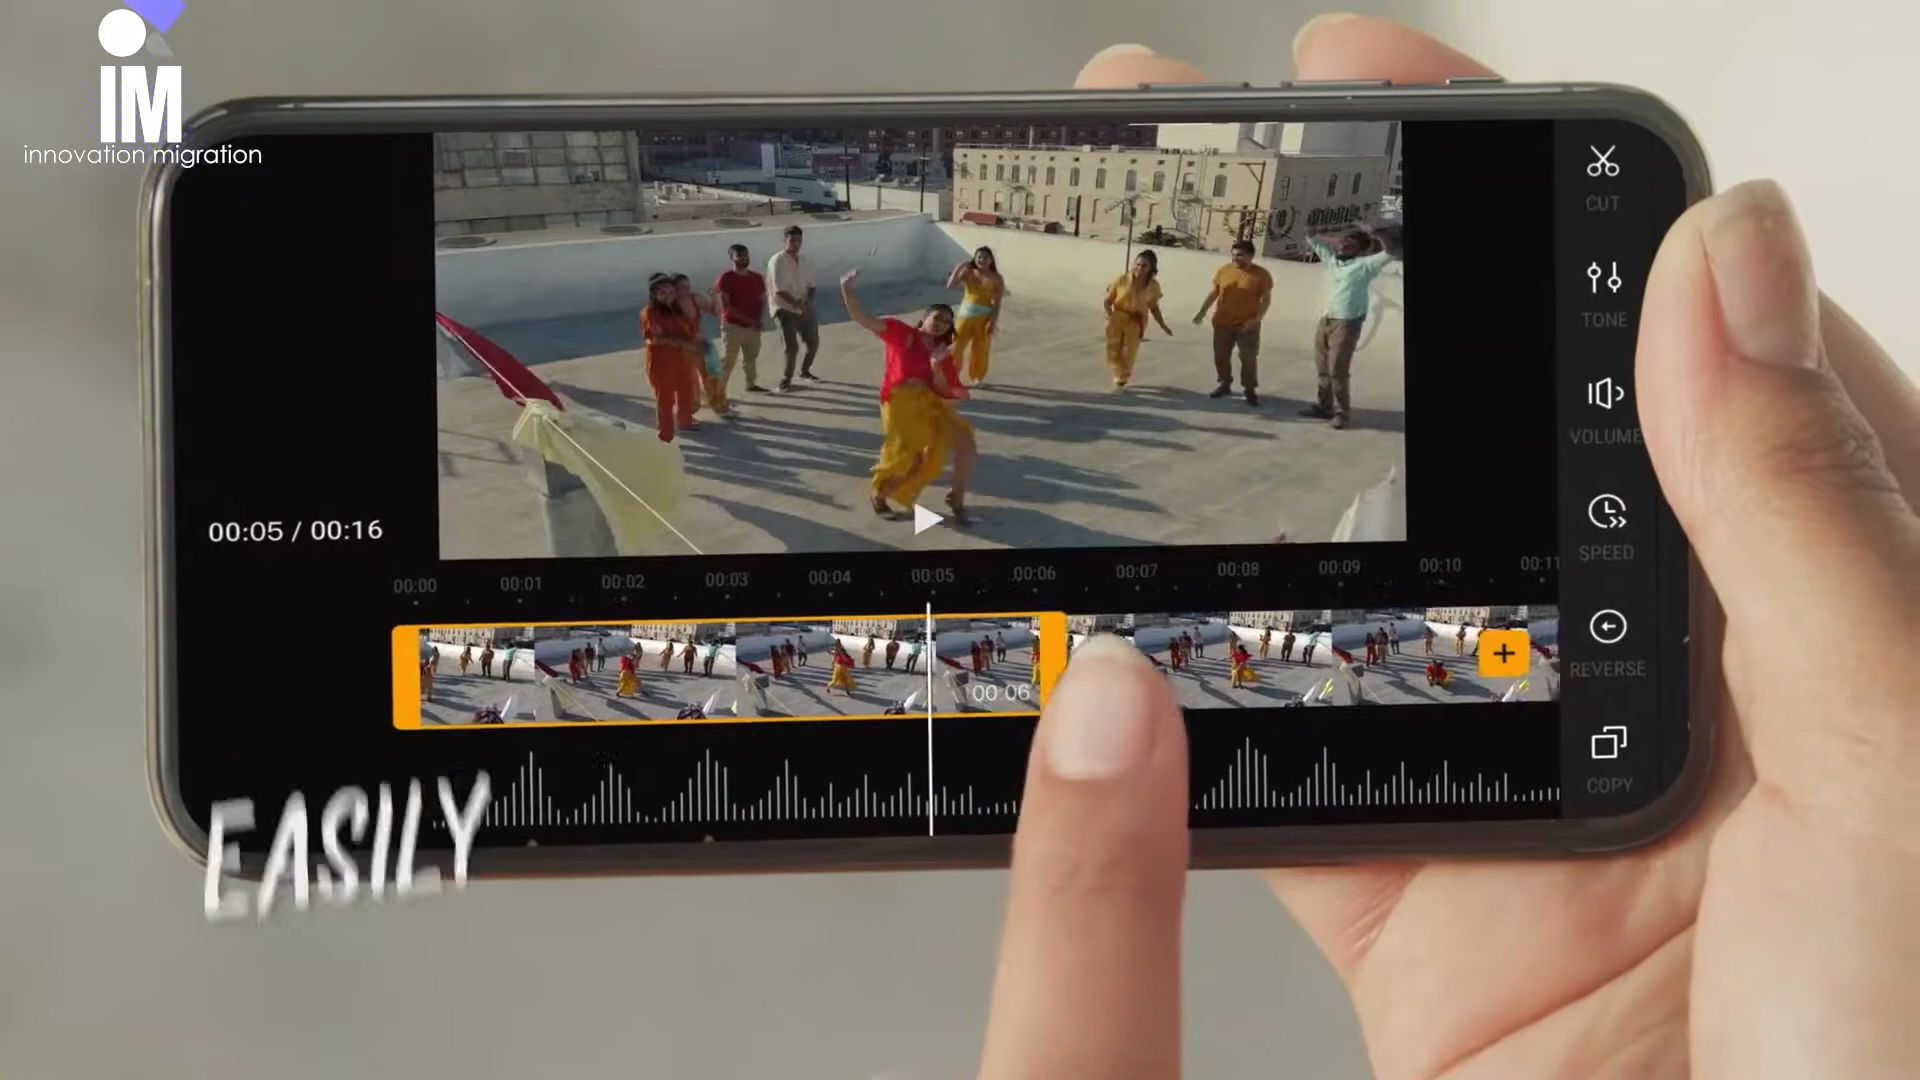 IM
innovation migration
CUT
TONE
VOLUME
SPEED
REVERSE
COPY
00:05 / 00:16
00:00 00:01 00:02 00:03 00:04 00:05 00:06 00:07 00:08 00:09 00:10 00:11
00:06
EASILY